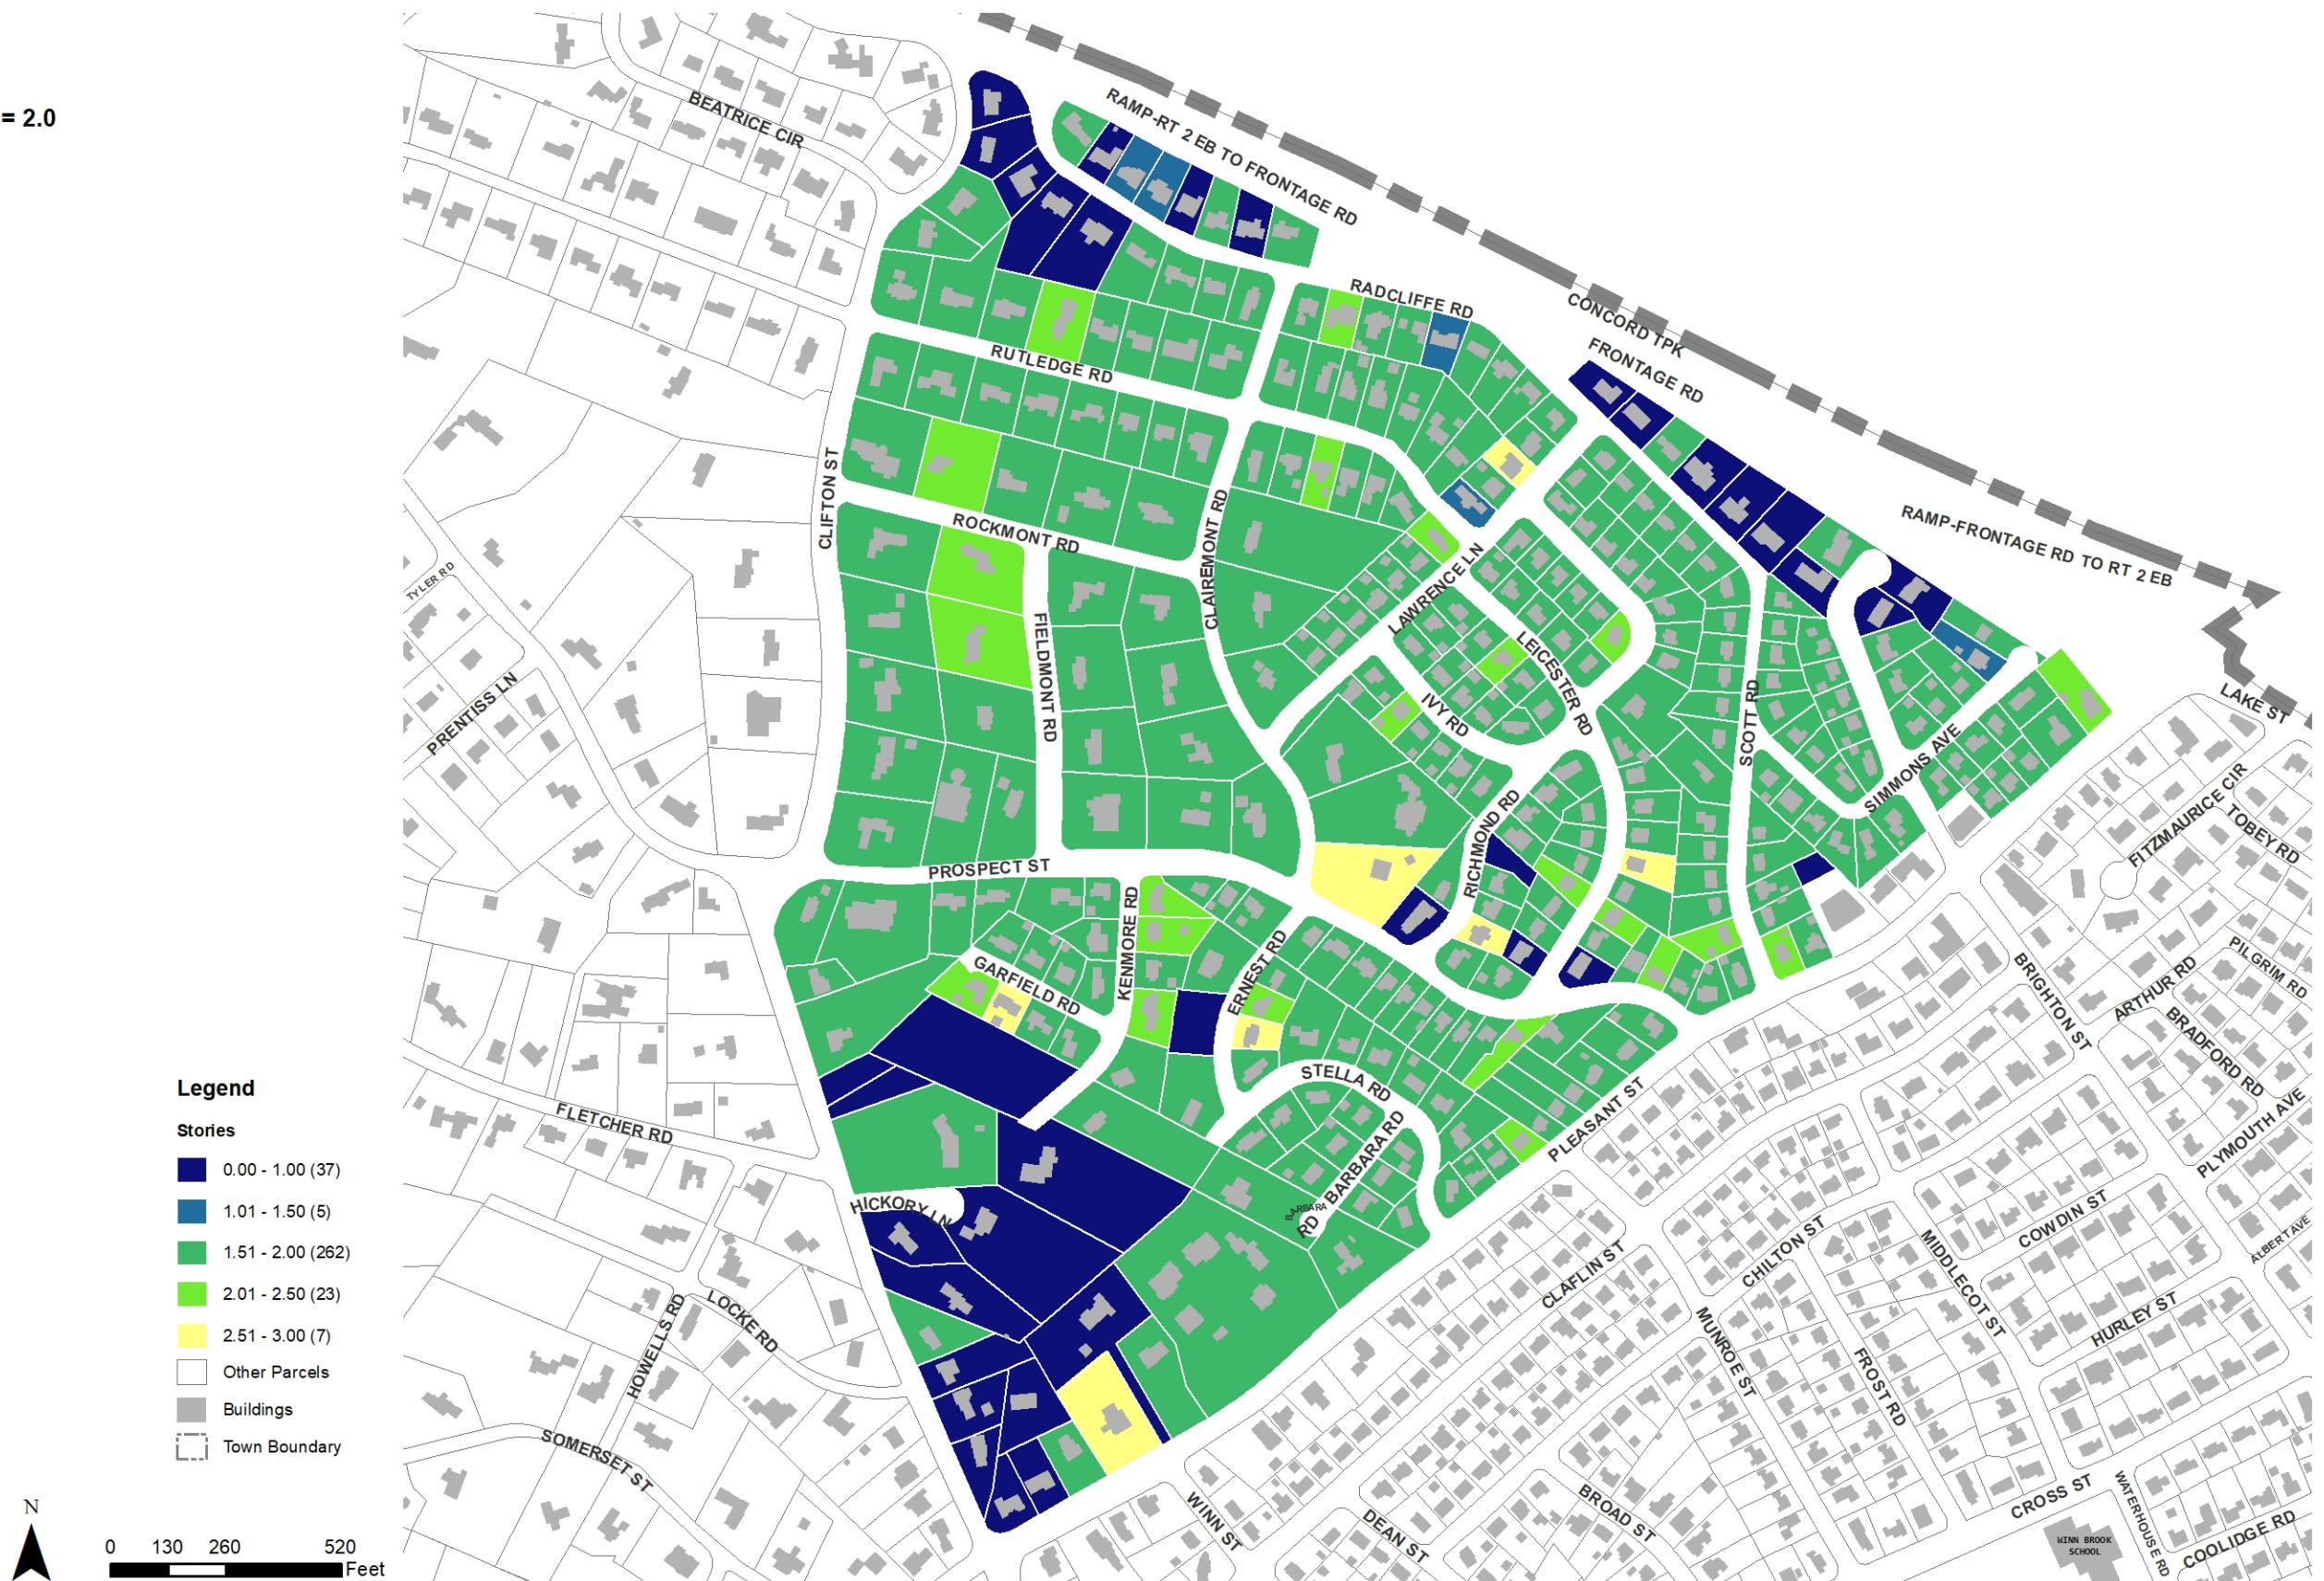 = 2.0
BEATRICE CIR
RAMP-RT 2 EB TO FRONTAGE RD
RADCLIFFE RD
CONCORD TPK
FRONTAGE RD
RUTLEDGE RD
CLIFTON ST
ROCKMONT RD
CLAIREMONT RD
RAMP-FRONTAGE RD TO RT 2 EB
TYLER RD
LAWRENCE LN
LEICESTER RD
FIELDMONT RD
PRENTISS LN
IVY RD
SCOTT RD
LAKE ST
SIMMONS AVE
FITZMAURICE CIR
TOBEY RD
RICHMOND RD
PROSPECT ST
KENMORE RD
GARFIELD RD
ERNEST RD
BRIGHTON ST
ARTHUR RD
PILGRIM RD
BRADFORD RD
STELLA RD
PLEASANT ST
PLYMOUTH AVE
BARBARA RD
BARBARA
RD
FLETCHER RD
HICKORY LN
COWDIN ST
ALBERT AVE
CHILTON ST
MIDDLECOT ST
CLAFLIN ST
HOWELLS RD
LOCKE RD
MUNROE ST
HURLEY ST
FROST RD
SOMERSET ST
WINN ST
DEAN ST
BROAD ST
CROSS ST
WATERHOUSE RD
COOLIDGE RD
WINN BROOK
SCHOOL
Legend
Stories
0.00 - 1.00 (37)
1.01 - 1.50 (5)
1.51 - 2.00 (262)
2.01 - 2.50 (23)
2.51 - 3.00 (7)
Other Parcels
Buildings
Town Boundary
N
0 130 260 520
Feet